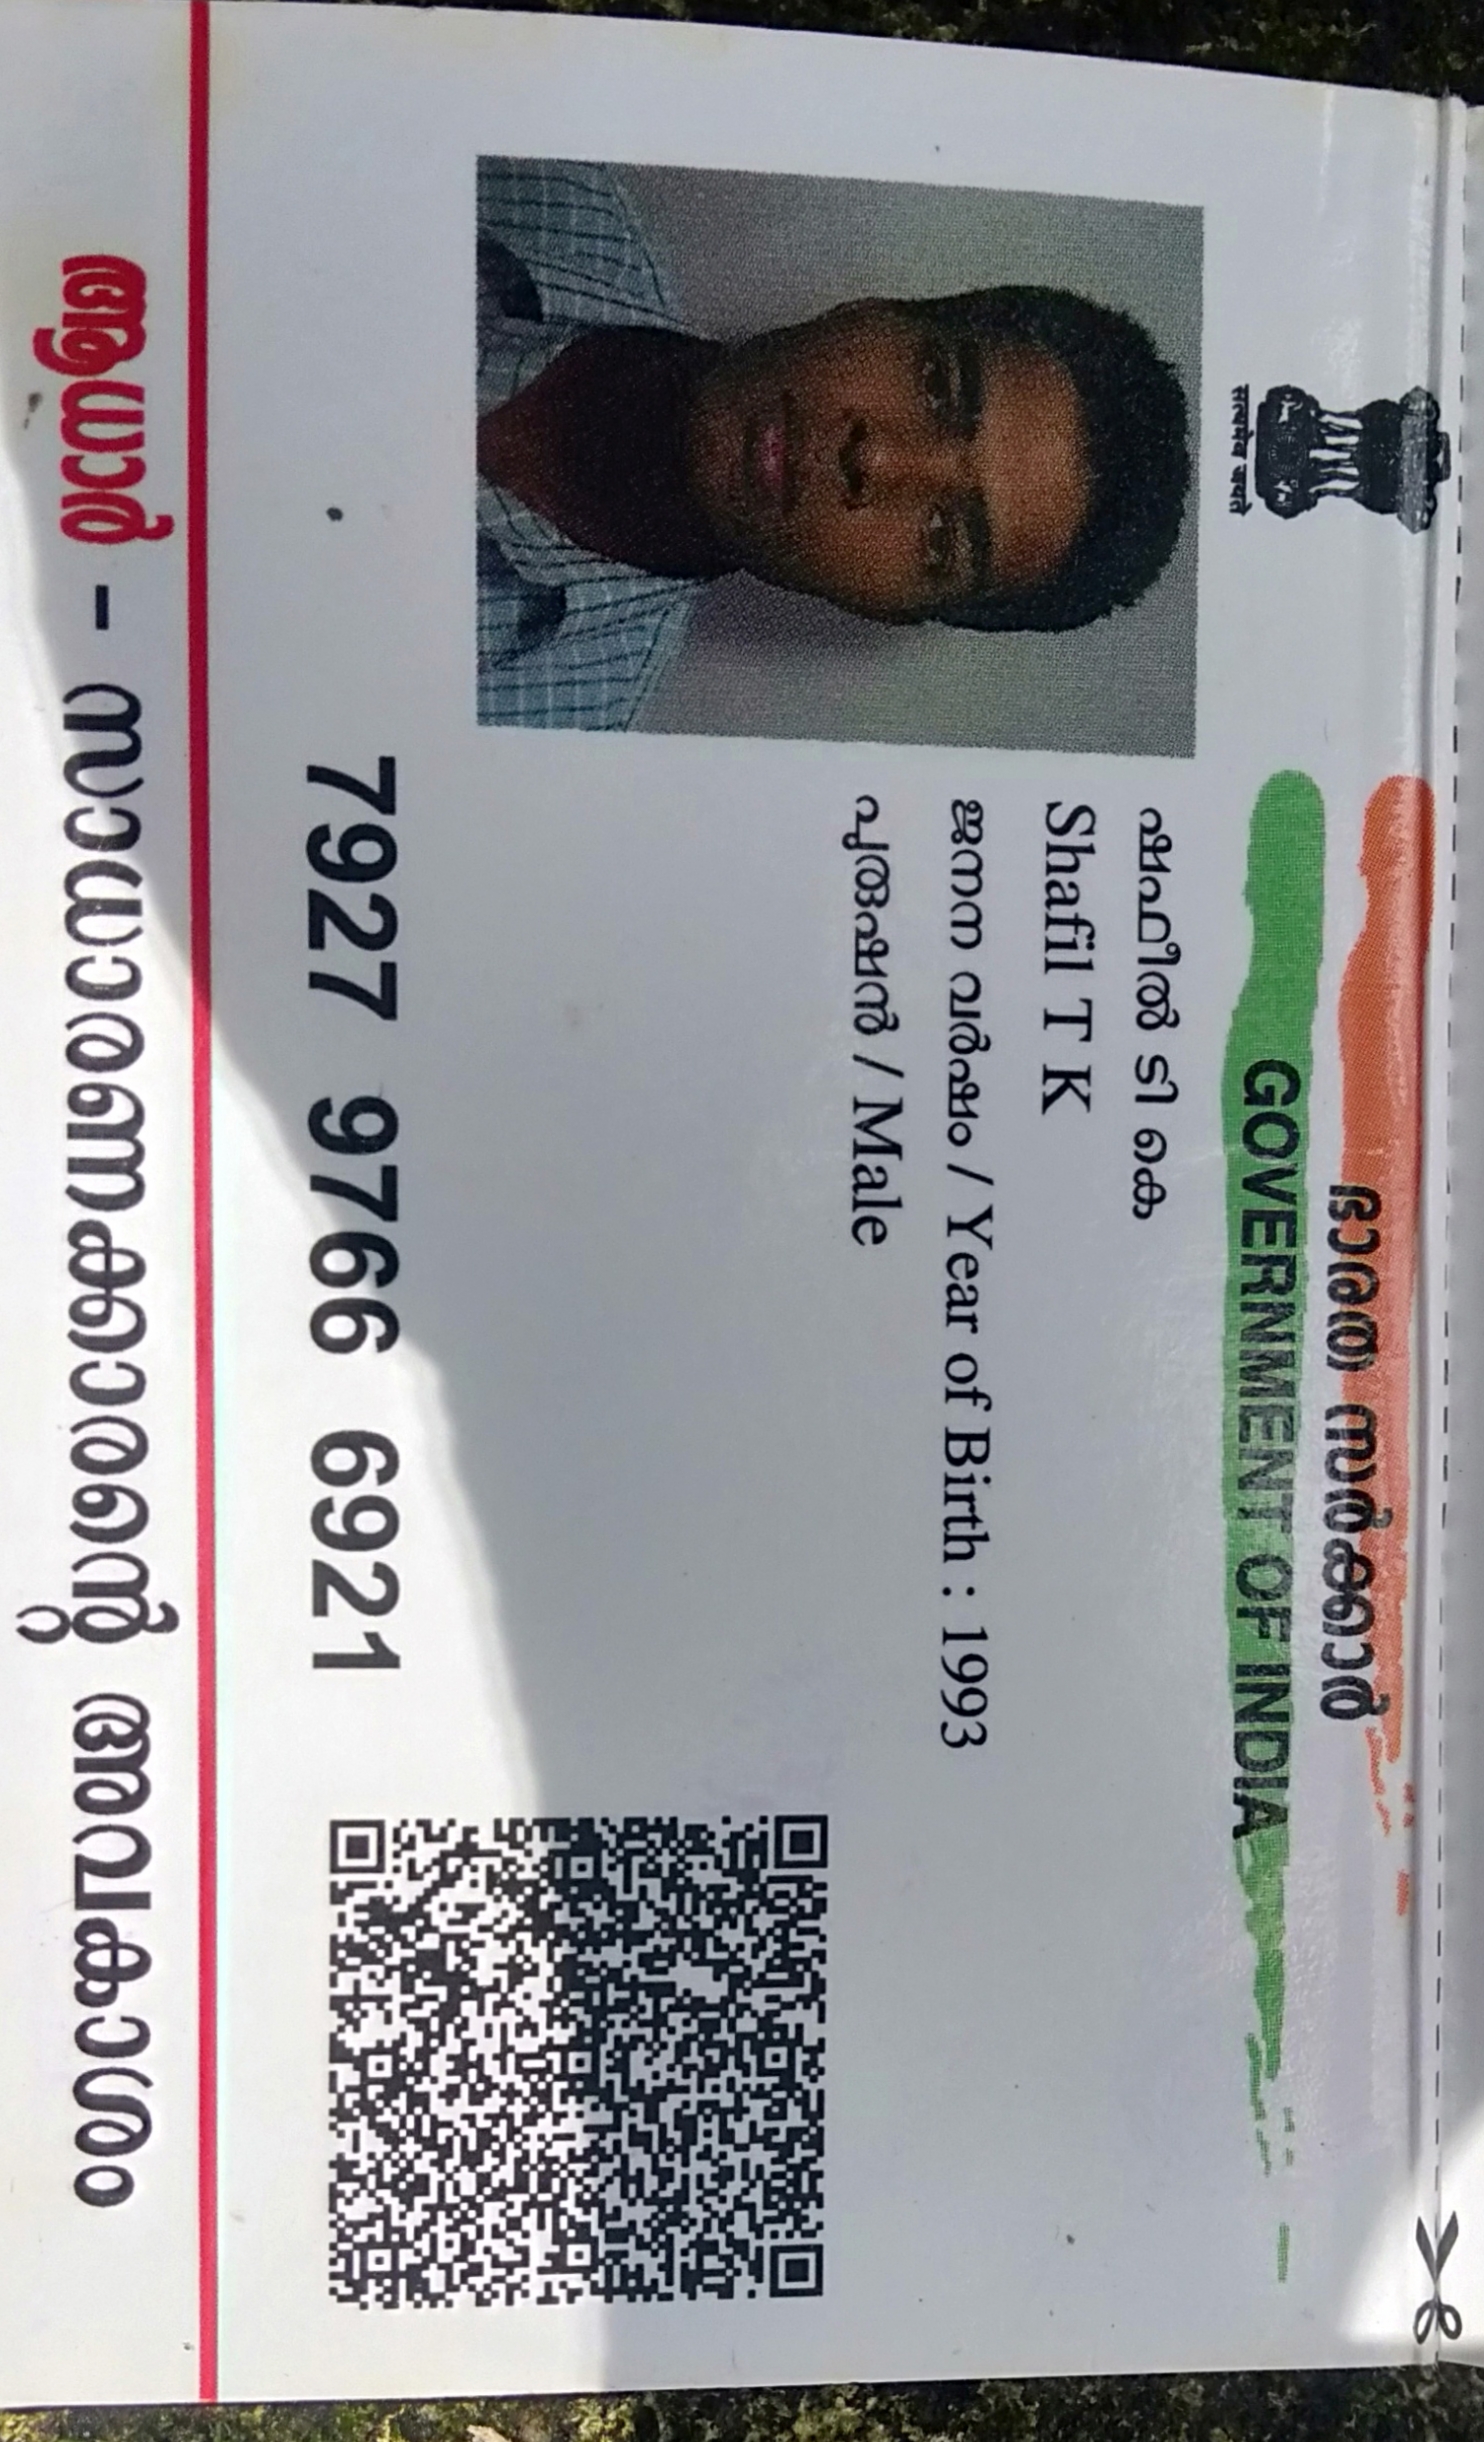 ഭാരത സർക്കാർ
GOVERNMENT OF INDIA
सत्यमेव जयते
ഷഫീൽ ടി കെ
Shafil T K
ജനന വർഷം / Year of Birth : 1993
പുരുഷൻ / Male
7927 9766 6921
ആധാർ - സാധാരണക്കാരന്റെ അവകാശം